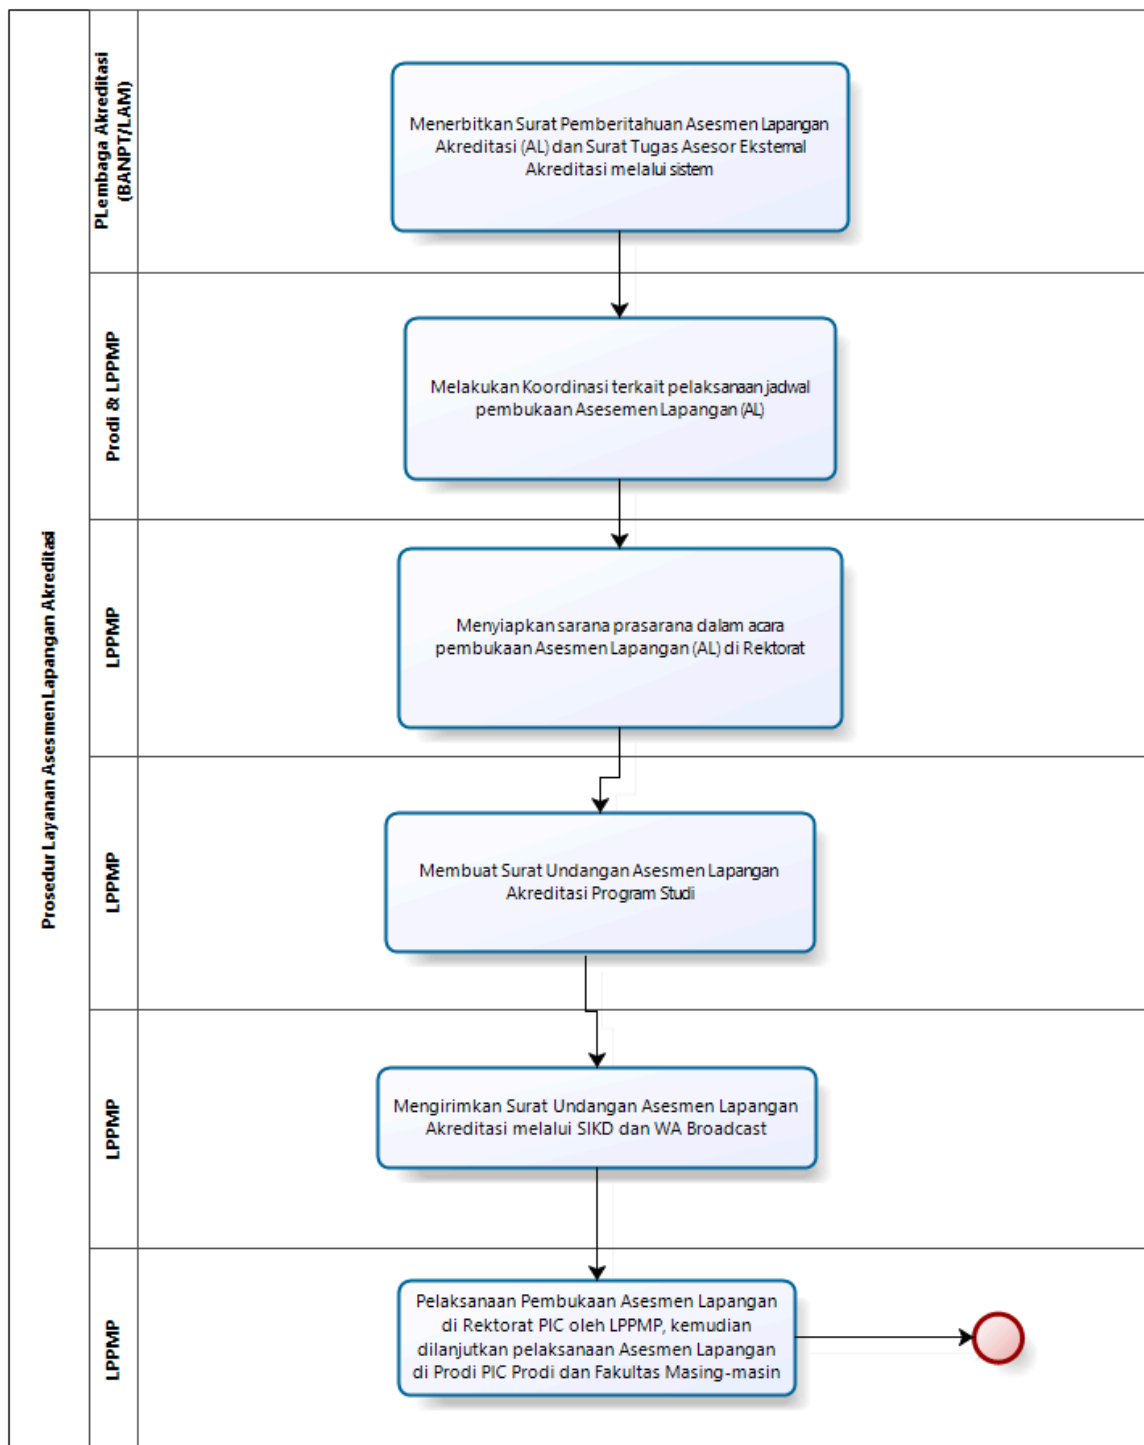 Prosedur Layanan Asesmen Lapangan Akreditasi
PLembaga Akreditasi
(BANPT/LAM)
Menerbitkan Surat Pemberitahuan Asesmen Lapangan
Akreditasi (AL) dan Surat Tugas Asesor Eksternal
Akreditasi melalui sistem
Prodi & LPPMP
Melakukan Koordinasi terkait pelaksanaan jadwal
pembukaan Asesemen Lapangan (AL)
LPPMP
Menyiapkan sarana prasarana dalam acara
pembukaan Asesmen Lapangan (AL) di Rektorat
LPPMP
Membuat Surat Undangan Asesmen Lapangan
Akreditasi Program Studi
LPPMP
Mengirimkan Surat Undangan Asesmen Lapangan
Akreditasi melalui SIKD dan WA Broadcast
LPPMP
Pelaksanaan Pembukaan Asesmen Lapangan
di Rektorat PIC oleh LPPMP, kemudian
dilanjutkan pelaksanaan Asesmen Lapangan
di Prodi PIC Prodi dan Fakultas Masing-masin